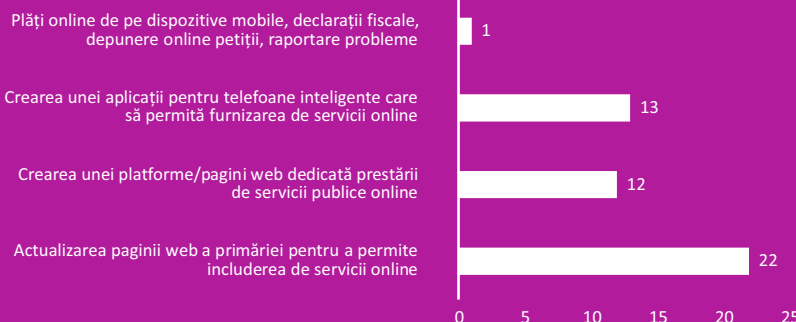 Plăți online de pe dispozitive mobile, declarații fiscale,
depunere online petiții, raportare probleme
1
Crearea unei aplicații pentru telefoane inteligente care
să permită furnizarea de servicii online
13
Crearea unei platforme/pagini web dedicată prestării
de servicii publice online
12
Actualizarea paginii web a primăriei pentru a permite
includerea de servicii online
22
0 5 10 15 20 25